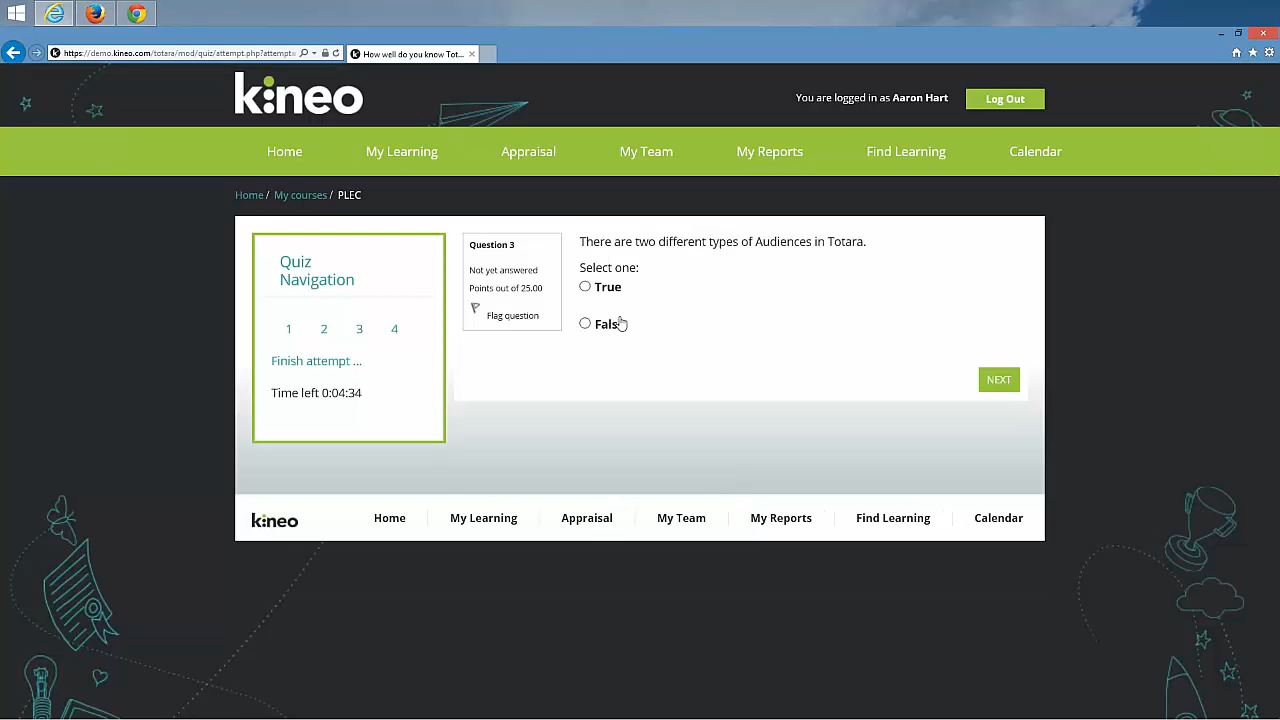 https://demo.kineo.com/totara/mod/quiz/attempt.php?attempt=
How well do you know Tot...
kineo
You are logged in as Aaron Hart
Log Out
Home
My Learning
Appraisal
My Team
My Reports
Find Learning
Calendar
Home / My courses / PLEC
Quiz
Navigation
1 2 3 4
Finish attempt ...
Time left 0:04:34
Question 3
Not yet answered
Points out of 25.00
Flag question
There are two different types of Audiences in Totara.
Select one:
True
Fals
NEXT
kineo
Home
My Learning
Appraisal
My Team
My Reports
Find Learning
Calendar